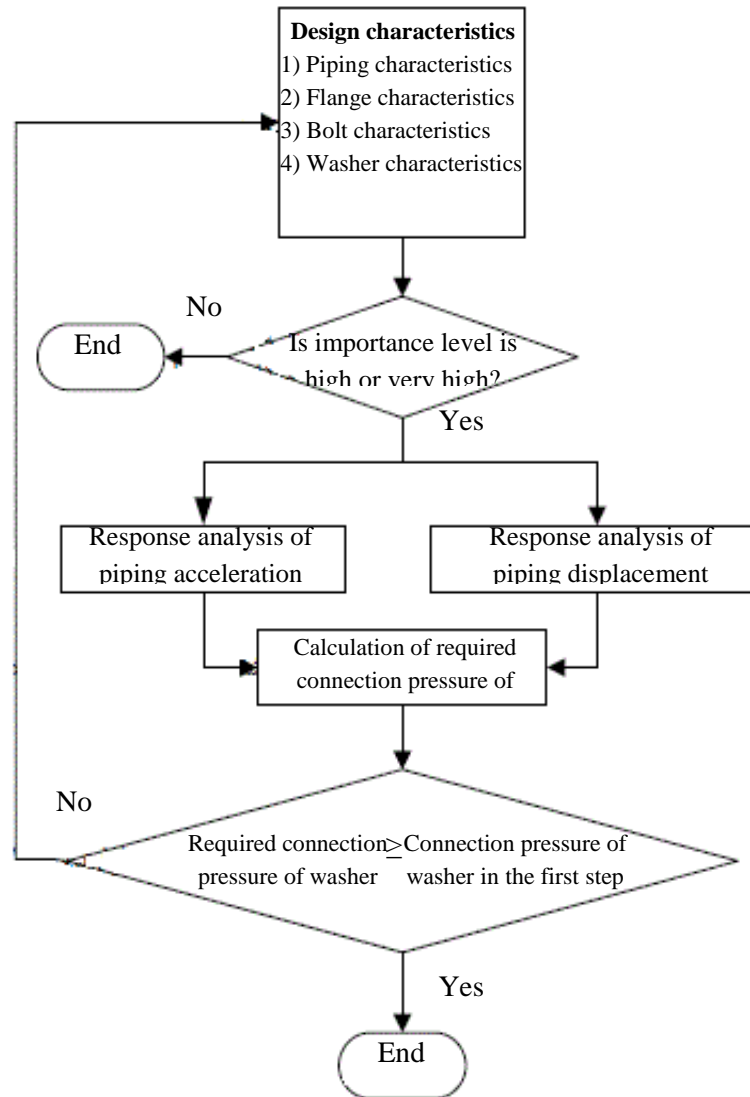 Design characteristics
1) Piping characteristics
2) Flange characteristics
3) Bolt characteristics
4) Washer characteristics
No
End
Is importance level is
high or very high?
Yes
Response analysis of
piping acceleration
Response analysis of
piping displacement
Calculation of required
connection pressure of
No
Required connection ≥ Connection pressure of
pressure of washer washer in the first step
Yes
End